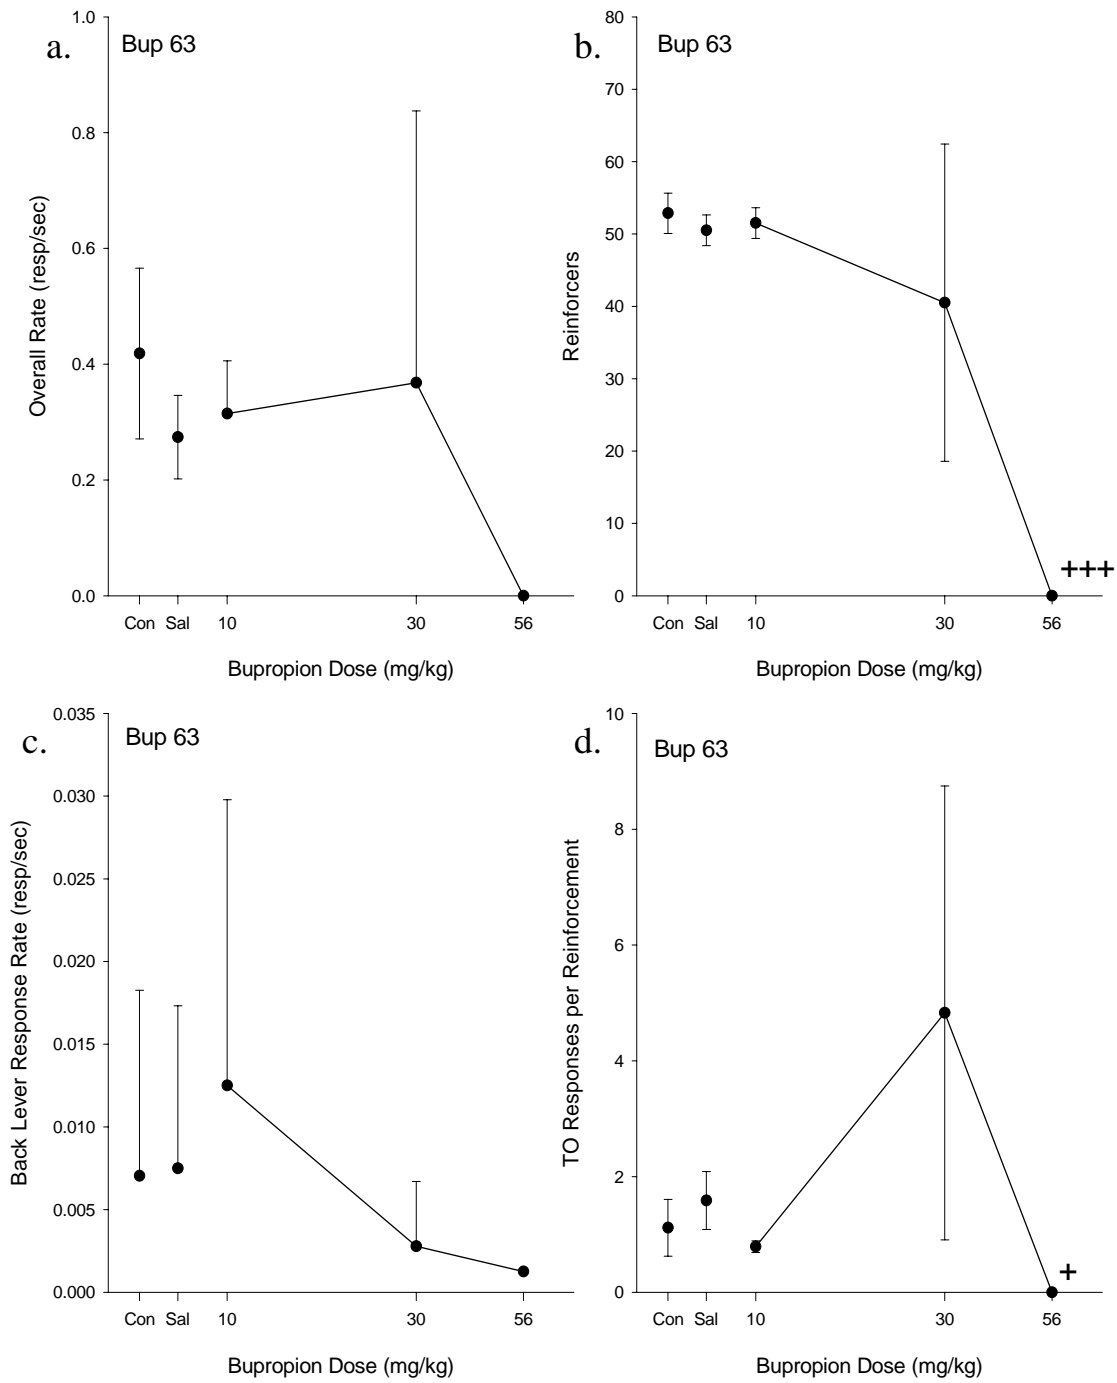 a.
Bup 63
Overall Rate (resp/sec)
1.0
0.8
0.6
0.4
0.2
0.0
Con Sal 10 30 56
Bupropion Dose (mg/kg)
b.
Bup 63
Reinforcers
80
70
60
50
40
30
20
10
0
+++
Con Sal 10 30 56
Bupropion Dose (mg/kg)
c.
Bup 63
Back Lever Response Rate (resp/sec)
0.035
0.030
0.025
0.020
0.015
0.010
0.005
0.000
Con Sal 10 30 56
Bupropion Dose (mg/kg)
d.
Bup 63
TO Responses per Reinforcement
10
8
6
4
2
0
+
Con Sal 10 30 56
Bupropion Dose (mg/kg)